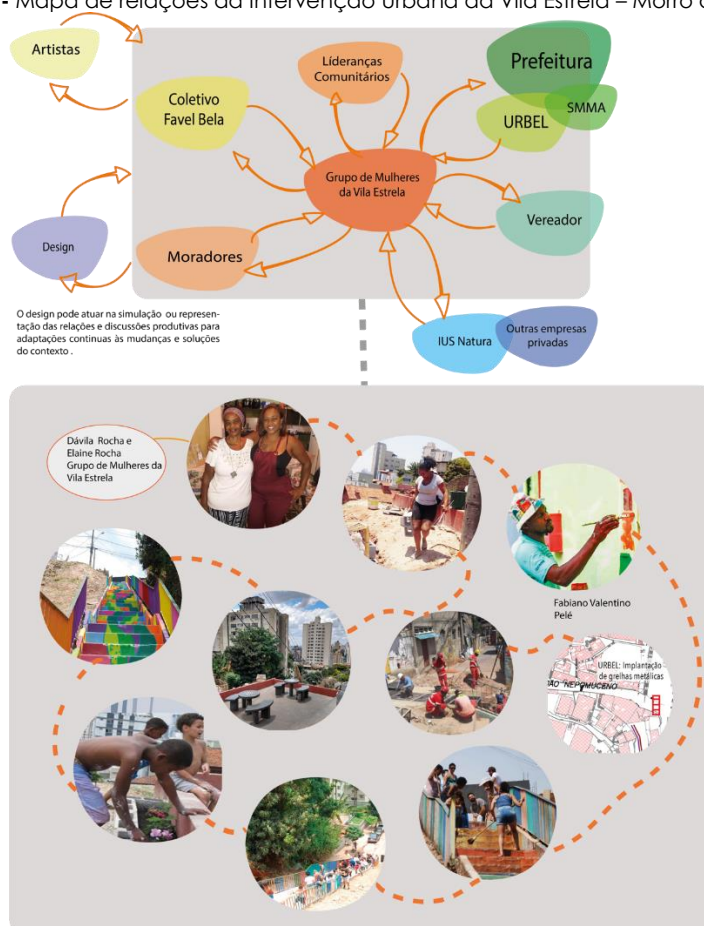 - Mapa de relações da intervenção urbana da Vila Estrela – Morro
Artistas
Coletivo
Favel Bela
Líderanças
Comunitários
Prefeitura
SMMA
URBEL
Grupo de Mulheres
da Vila Estrela
Vereador
Design
Moradores
IUS Natura
Outras empresas
privadas
O design pode atuar na simulação ou represen-
tação das relações e discussões produtivas para
adaptações continuas às mudanças e soluções
do contexto .
Dávila Rocha e
Elaine Rocha
Grupo de Mulheres da
Vila Estrela
Fabiano Valentino
Pelé
URBEL: Implantação
de grelhas metálicas
ÃO NEPOMUCENO